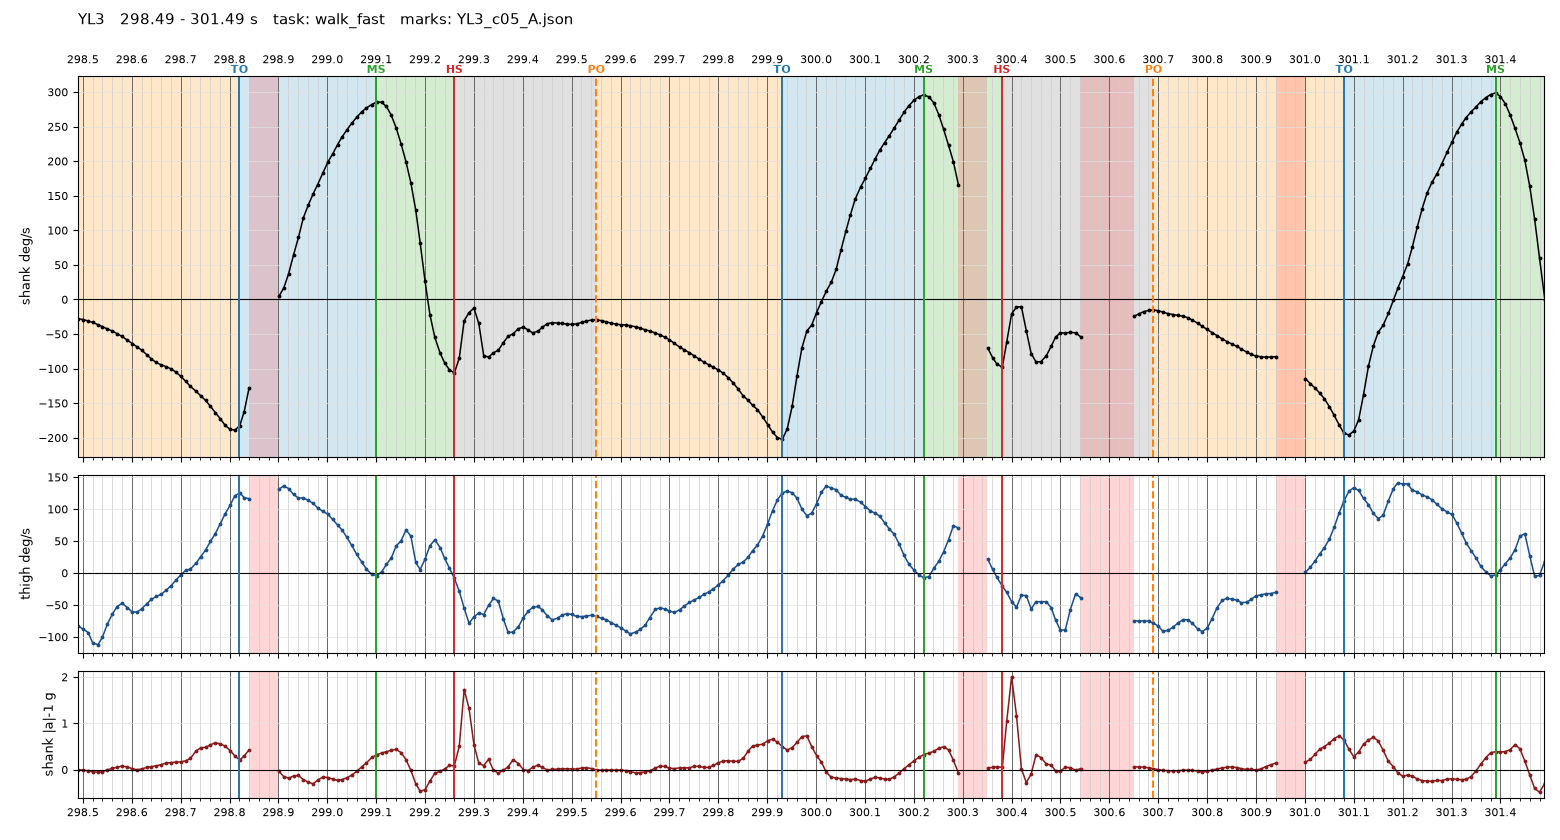 YL3   298.49 - 301.49 s   task: walk_fast   marks: YL3_c05_A.json
298.5 298.6 298.7 298.8 298.9 299.0 299.1 299.2 299.3 299.4 299.5 299.6 299.7 299.8 299.9 300.0 300.1 300.2 300.3 300.4 300.5 300.6 300.7 300.8 300.9 301.0 301.1 301.2 301.3 301.4
TO MS HS PO TO MS HS PO TO MS
shank deg/s
300
250
200
150
100
50
0
−50
−100
−150
−200
thigh deg/s
150
100
50
0
−50
−100
shank |a|-1 g
2
1
0
298.5 298.6 298.7 298.8 298.9 299.0 299.1 299.2 299.3 299.4 299.5 299.6 299.7 299.8 299.9 300.0 300.1 300.2 300.3 300.4 300.5 300.6 300.7 300.8 300.9 301.0 301.1 301.2 301.3 301.4